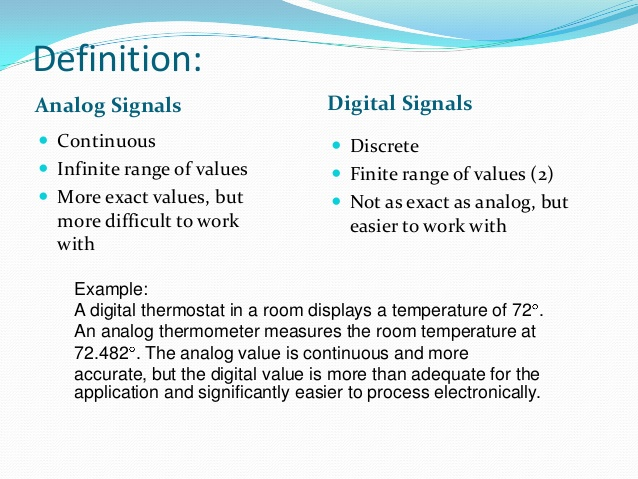 Definition:
Analog Signals
Continuous
Infinite range of values
More exact values, but
more difficult to work
with
Digital Signals
Discrete
Finite range of values (2)
Not as exact as analog, but
easier to work with
Example:
A digital thermostat in a room displays a temperature of 72°.
An analog thermometer measures the room temperature at
72.482°. The analog value is continuous and more
accurate, but the digital value is more than adequate for the
application and significantly easier to process electronically.